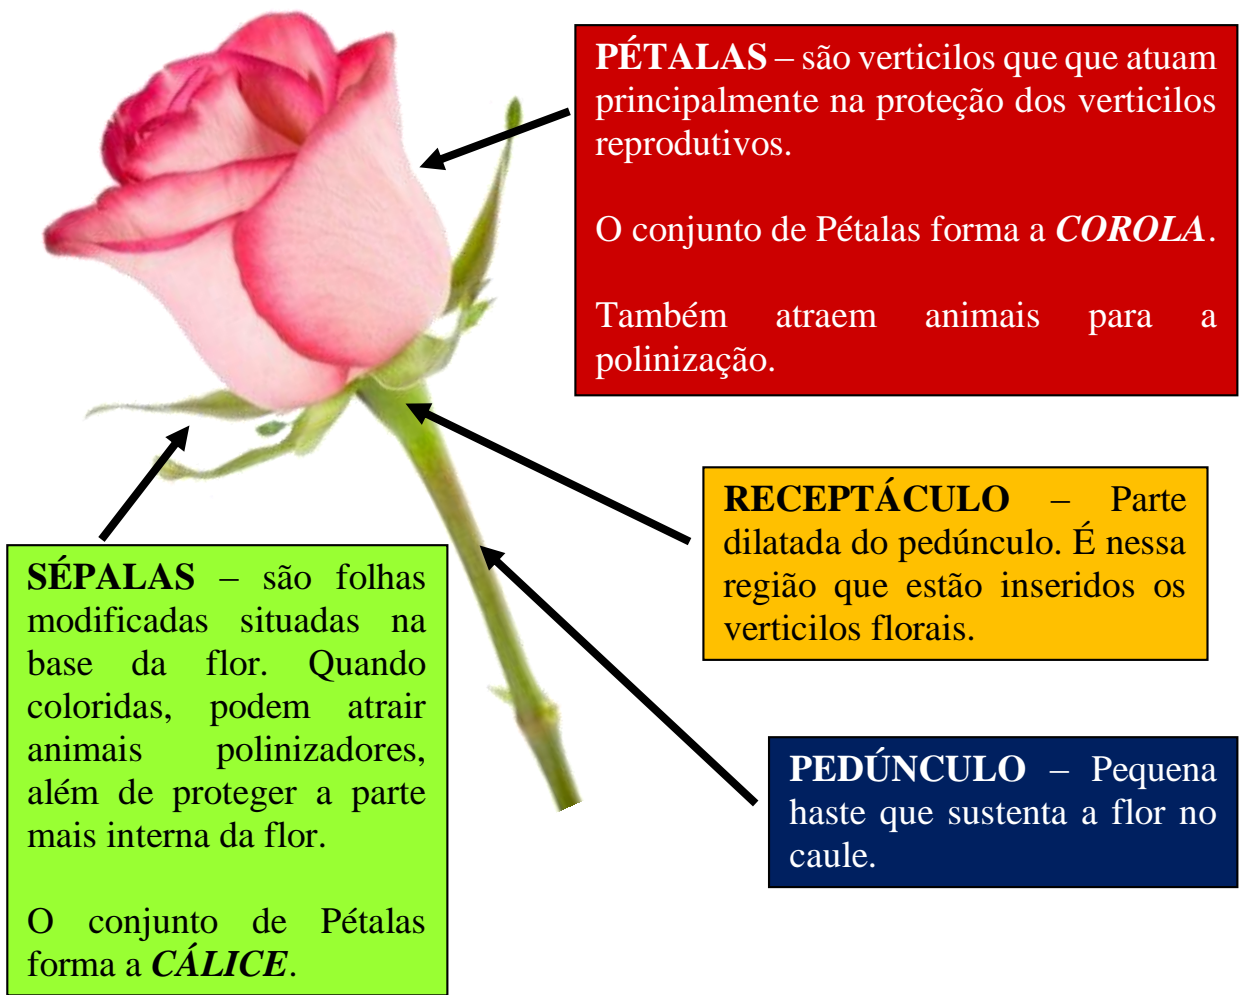 PÉTALAS – são verticilos que que atuam
principalmente na proteção dos verticilos
reprodutivos.
O conjunto de Pétalas forma a COROLA.
Também atraem animais para a
polinização.
RECEPTÁCULO – Parte
dilatada do pedúnculo. É nessa
região que estão inseridos os
verticilos florais.
SÉPALAS – são folhas
modificadas situadas na
base da flor. Quando
coloridas, podem atrair
animais polinizadores,
além de proteger a parte
mais interna da flor.
O conjunto de Pétalas
forma a CÁLICE.
PEDÚNCULO – Pequena
haste que sustenta a flor no
caule.